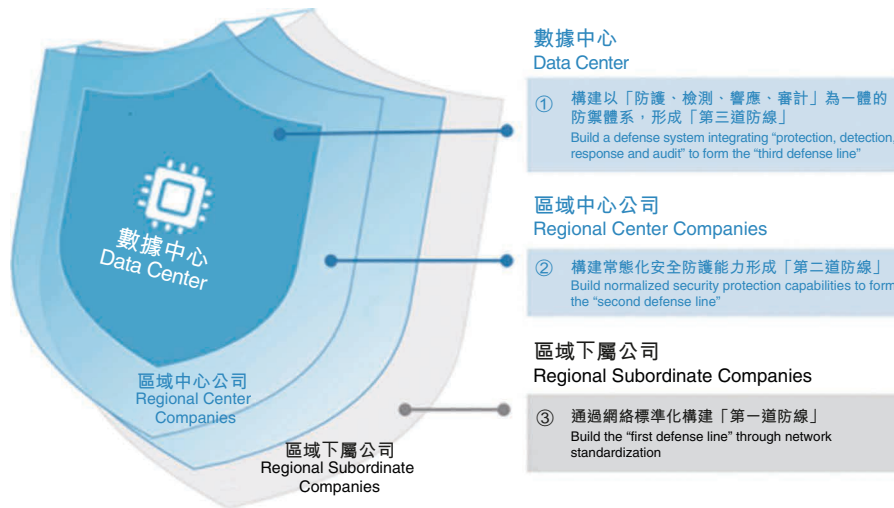 數據中心
Data Center
區域中心公司
Regional Center
Companies
區域下屬公司
Regional Subordinate
Companies
數據中心
Data Center
① 構建以「防護、檢測、響應、審計」為一體的
防禦體系，形成「第三道防線」
Build a defense system integrating “protection, detection,
response and audit” to form the “third defense line”
區域中心公司
Regional Center Companies
② 構建常態化安全防護能力形成「第二道防線」
Build normalized security protection capabilities to form
the “second defense line”
區域下屬公司
Regional Subordinate Companies
③ 通過網絡標準化構建「第一道防線」
Build the “first defense line” through network
standardization